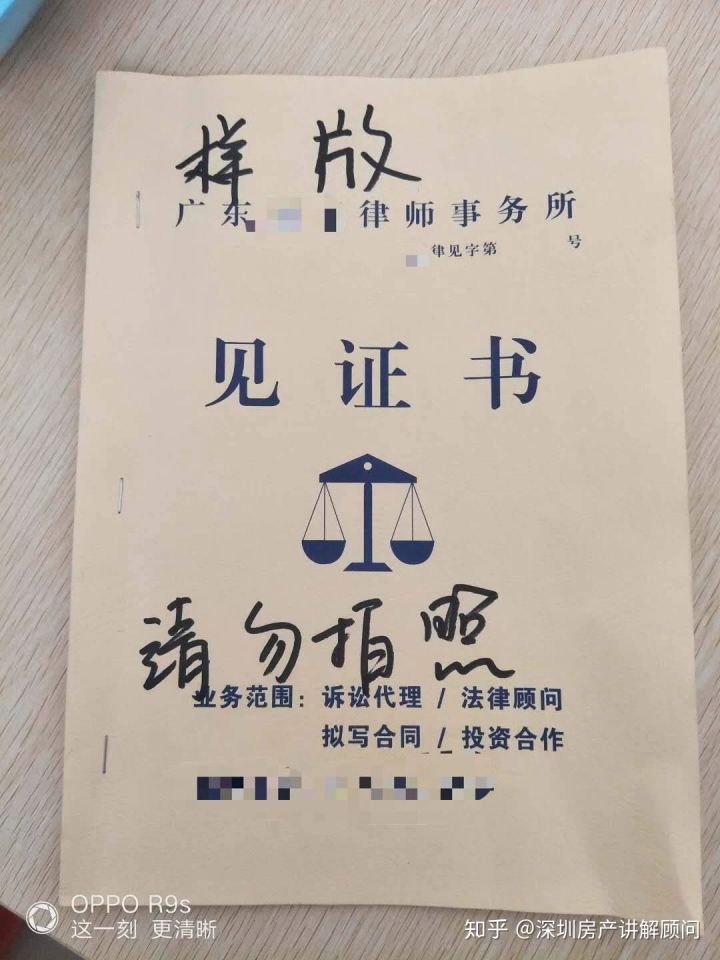 样版
广东 律师事务所
律见字第 号
见证书
请勿拍照
业务范围：诉讼代理 / 法律顾问
拟写合同 / 投资合作
OPPO R9s
这一刻 更清晰
知乎 @深圳房产讲解顾问